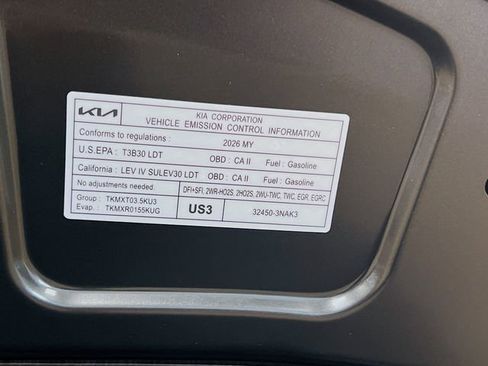 KIA
KIA CORPORATION
VEHICLE EMISSION CONTROL INFORMATION
Conforms to regulations : 2026 MY
U.S.EPA : T3B30 LDT OBD : CA II Fuel : Gasoline
California : LEV IV SULEV30 LDT OBD : CA II Fuel : Gasoline
No adjustments needed. DFI+SFI, 2WR-HO2S, 2HO2S, 2WU-TWC, TWC, EGR, EGRC
Group : TKMXT03.5KU3
Evap. : TKMXR0155KUG
US3
32450-3NAK3